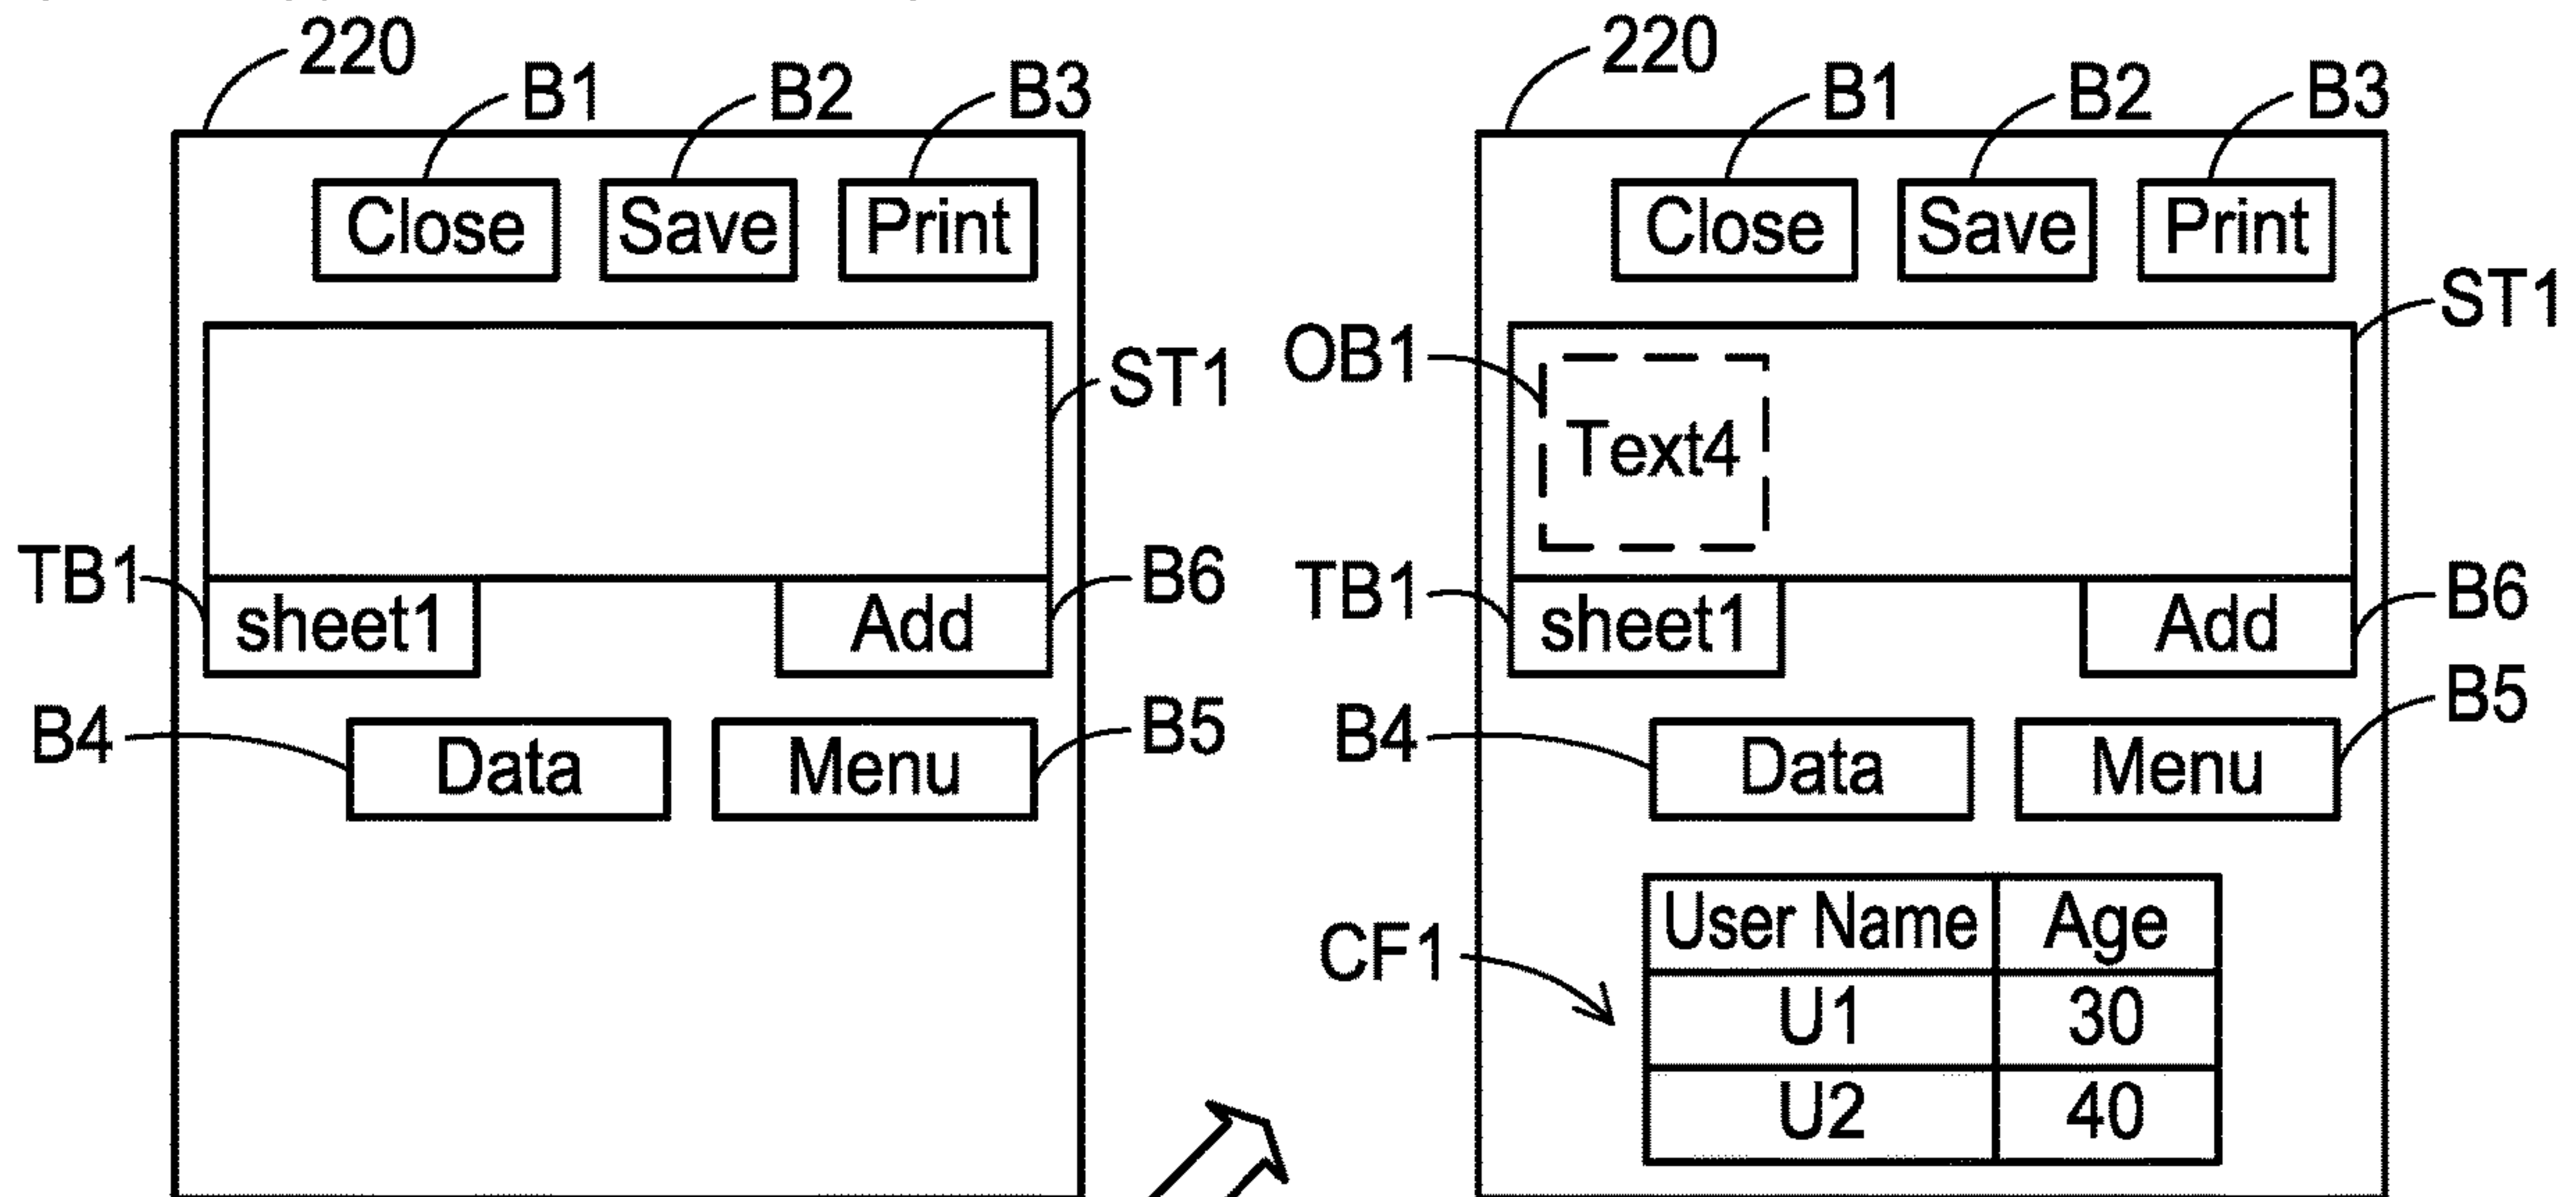 220
B1
B2
B3
Close
Save
Print
ST1
TB1
sheet1
Add
B6
B4
Data
Menu
B5
220
B1
B2
B3
Close
Save
Print
ST1
OB1
Text4
TB1
sheet1
Add
B6
B4
Data
Menu
B5
CF1
User Name Age
U1 30
U2 40